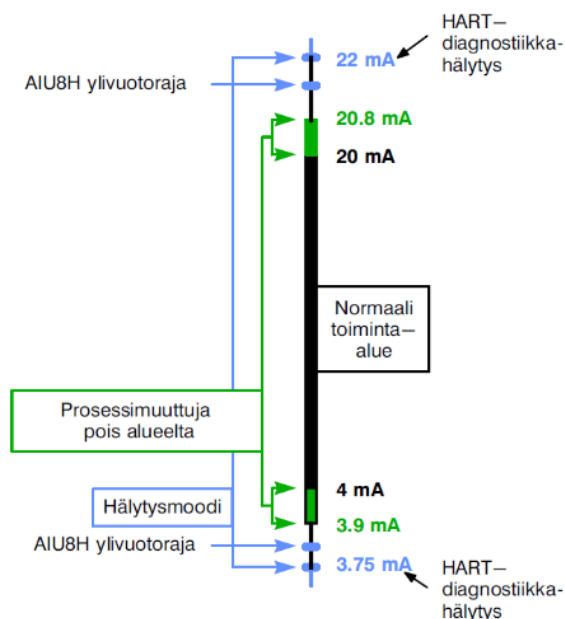 HART–
diagnostiikka-
hälytys
22 mA
AIU8H ylivuotoraja
20.8 mA
20 mA
Normaali
toiminta–
alue
Prosessimuuttuja
pois alueelta
4 mA
Hälytysmoodi
3.9 mA
AIU8H ylivuotoraja
3.75 mA
HART–
diagnostiikka-
hälytys